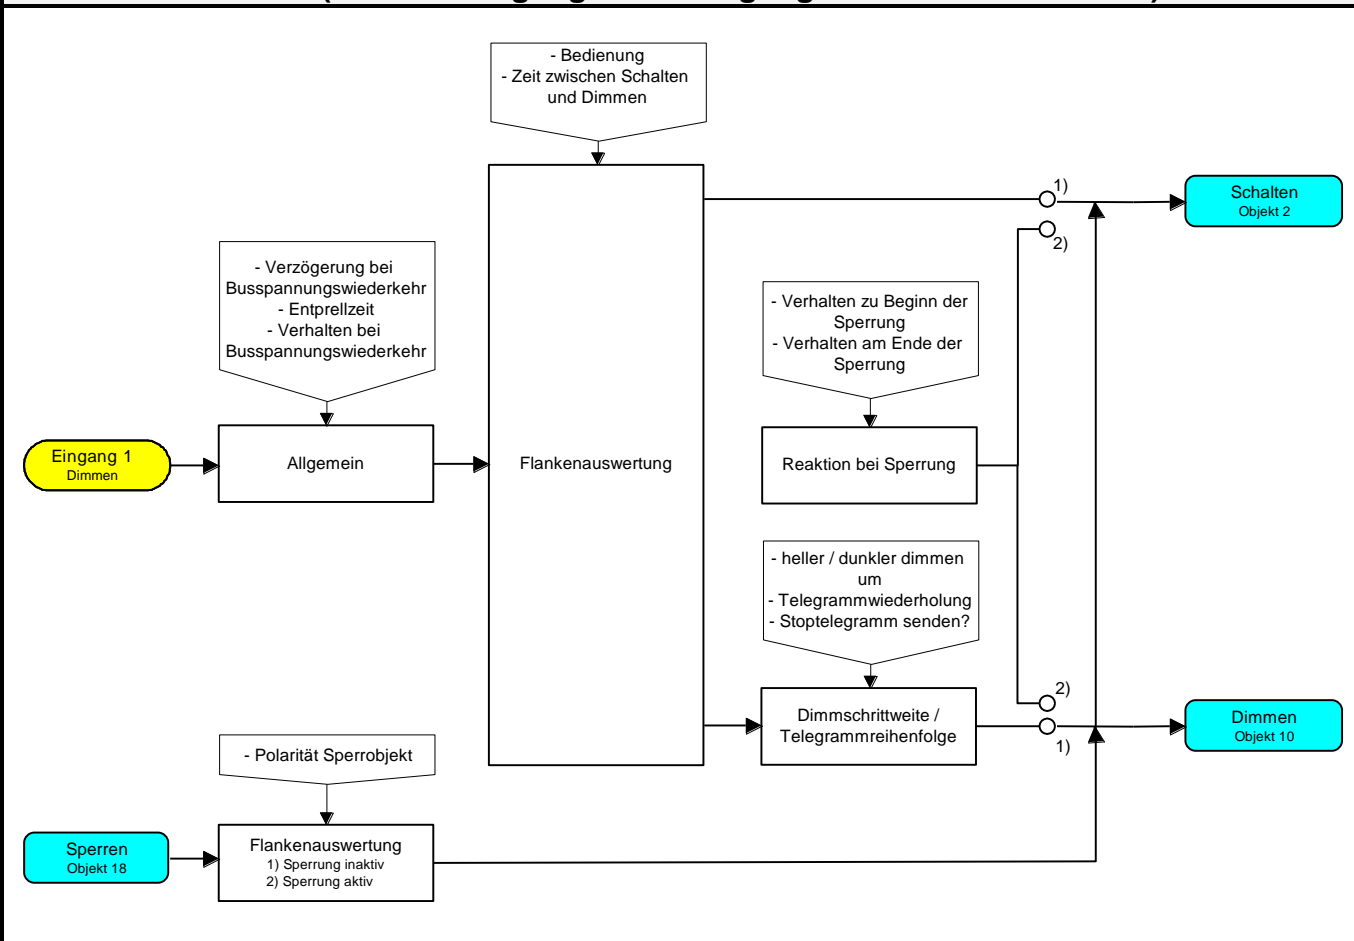 - Bedienung
- Zeit zwischen Schalten
und Dimmen
1)
Schalten
Objekt 2
2)
- Verzögerung bei
Busspannungswiederkehr
- Entprellzeit
- Verhalten bei
Busspannungswiederkehr
- Verhalten zu Beginn der
Sperrung
- Verhalten am Ende der
Sperrung
Eingang 1
Dimmen
Allgemein
Flankenauswertung
Reaktion bei Sperrung
- heller / dunkler dimmen
um
- Telegrammwiederholung
- Stoptelegramm senden?
2)
Dimmschrittweite /
Telegrammreihenfolge
1)
Dimmen
Objekt 10
- Polarität Sperrobjekt
Sperren
Objekt 18
Flankenauswertung
1) Sperrung inaktiv
2) Sperrung aktiv